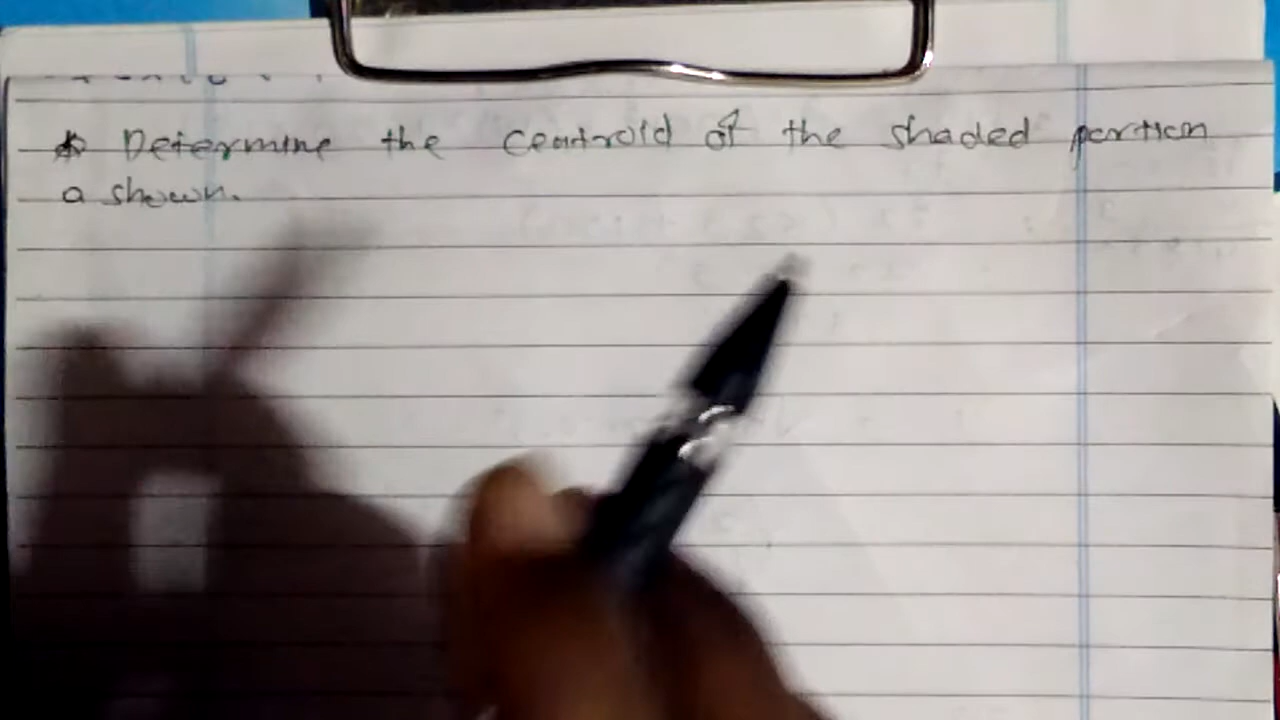 Determine the centroid of the shaded portion
a shown.